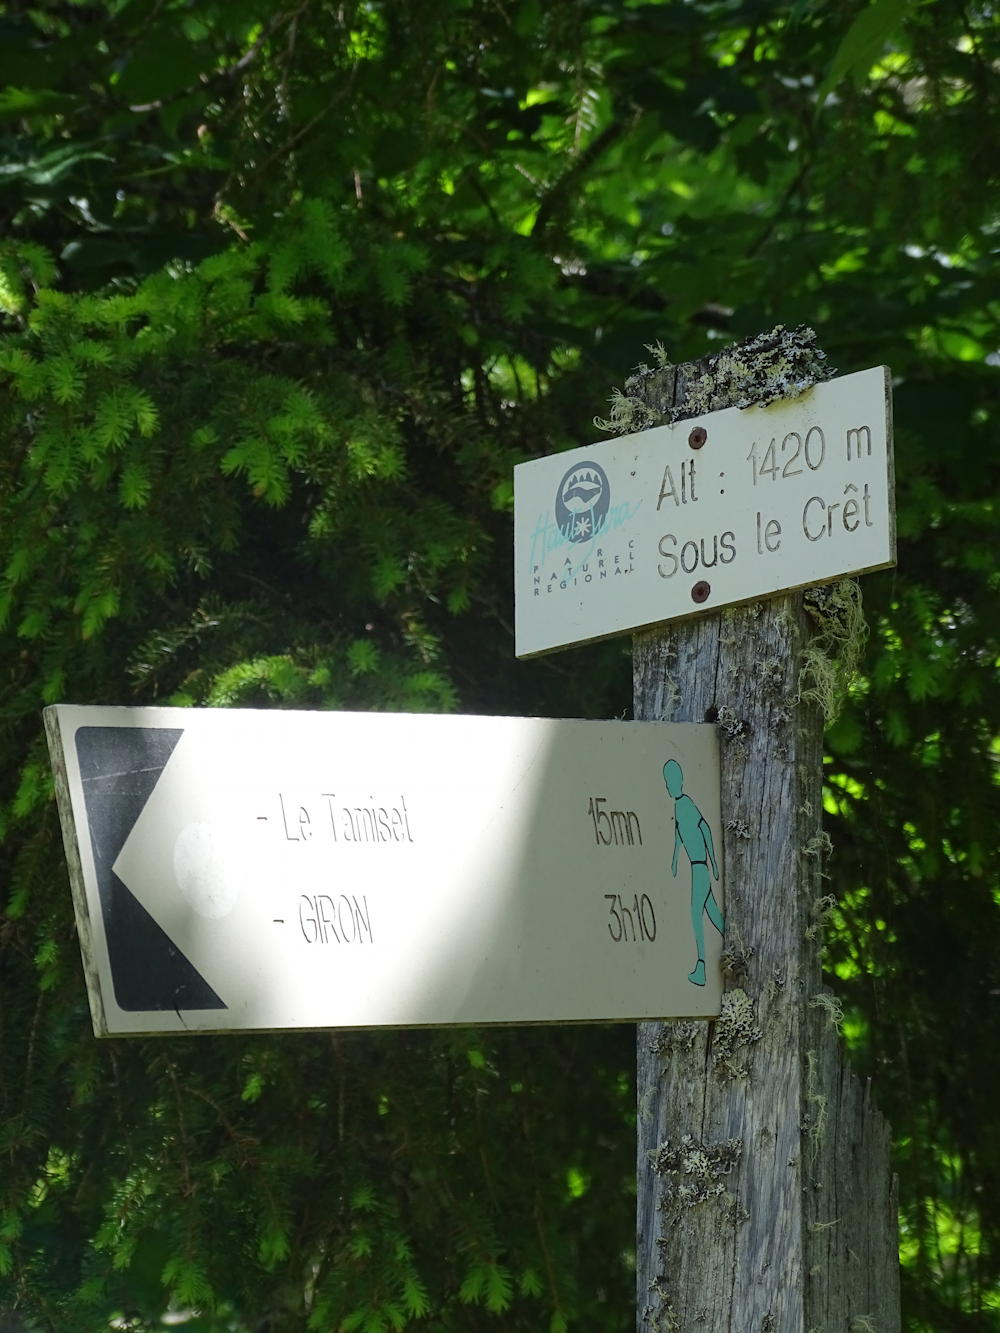 Alt : 1420 m
Sous le Crêt
Haut-Jura
PARC
NATUREL
REGIONAL
- Le Tamiset 15mn
- GIRON 3h10